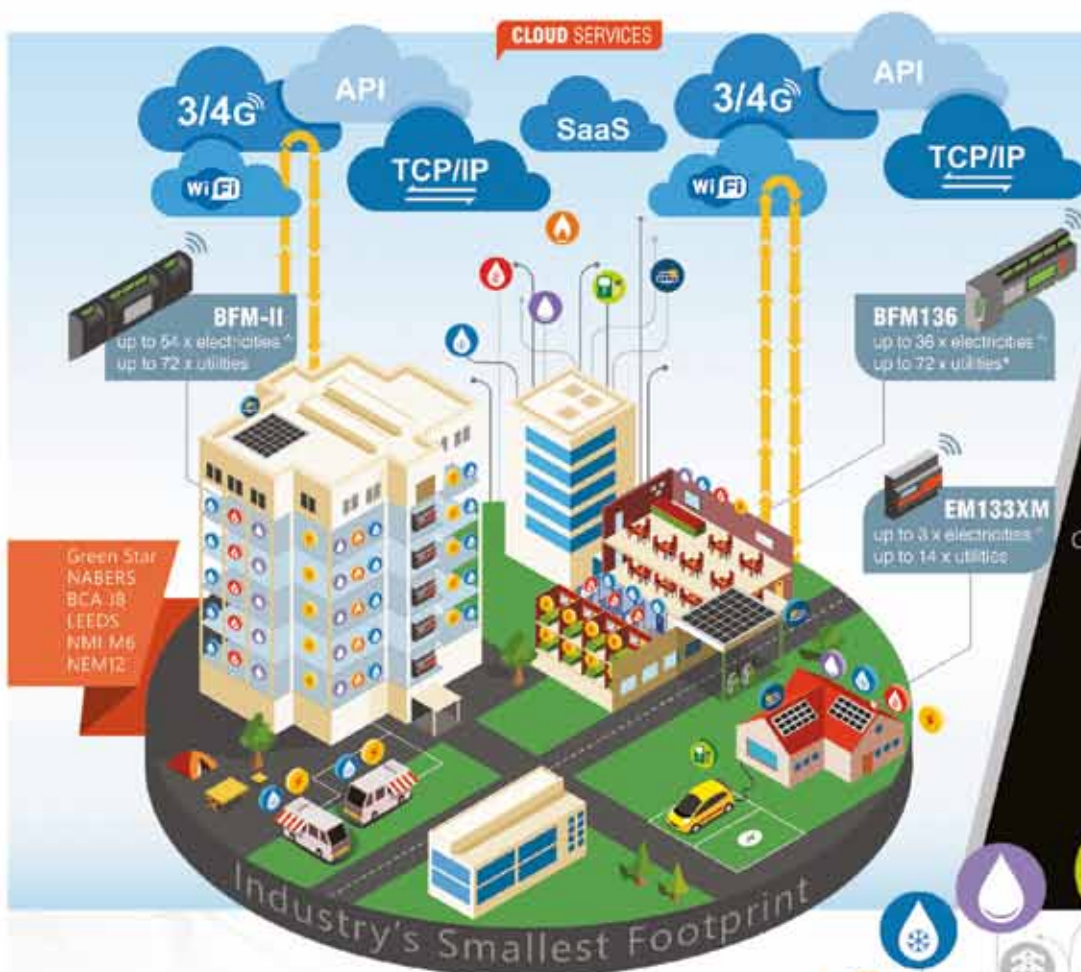 CLOUD SERVICES
3/4G
API
SaaS
3/4G
API
TCP/IP
TCP/IP
WiFi
WiFi
BFM-II
up to 54 x electricities ^
up to 72 x utilities
BFM136
up to 36 x electricities ^
up to 72 x utilities*
EM133XM
up to 3 x electricities ^
up to 14 x utilities
Green Star
NABERS
BCA J8
LEEDS
NMI M6
NEM12
Industry's Smallest Footprint